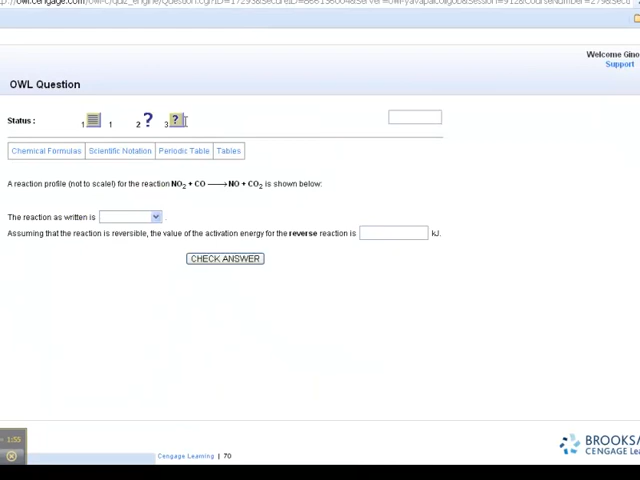 Welcome Gino
Support
OWL Question
Status :
1 1 2 ? 3 ?
Chemical Formulas Scientific Notation Periodic Table Tables
A reaction profile (not to scale!) for the reaction NO2 + CO ⟶ NO + CO2 is shown below:
The reaction as written is .
Assuming that the reaction is reversible, the value of the activation energy for the reverse reaction is kJ.
CHECK ANSWER
1:55
BROOKS/
CENGAGE Lea
Cengage Learning | 70